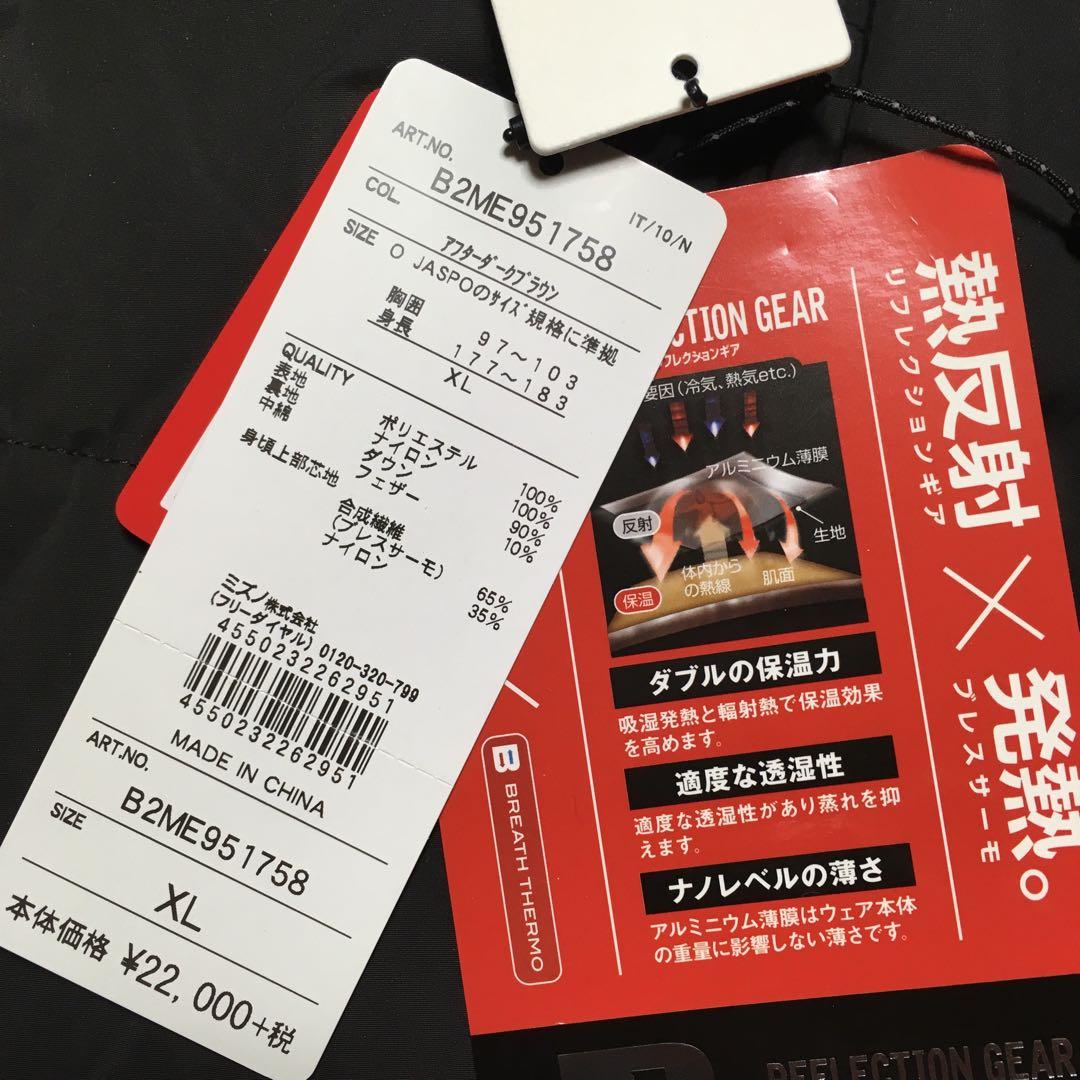 ART.NO.
B2ME951758
IT/10/N
COL.
アフターダークブラウン
SIZE
O JASPOのサイズ規格に準拠
胸囲 97~103
身長 177~183
XL
QUALITY
表地 ポリエステル 100%
裏地 ナイロン 100%
中綿 ダウン 90%
フェザー 10%
身頃上部芯地
合成繊維
(ブレスサーモ) 65%
ナイロン 35%
ミズノ株式会社
(フリーダイヤル) 0120-320-799
4550232262951
4550232262951
MADE IN CHINA
ART.NO.
B2ME951758
SIZE
XL
本体価格 ¥22,000+税
CTION GEAR
フレクションギア
要因(冷気、熱気etc.)
アルミニウム薄膜
反射
生地
体内から
の熱線
肌面
保温
ダブルの保温力
吸湿発熱と輻射熱で保温効果
を高めます。
適度な透湿性
適度な透湿性があり蒸れを抑
えます。
ナノレベルの薄さ
アルミニウム薄膜はウェア本体
の重量に影響しない薄さです。
BREATH THERMO
熱反射×発熱。
リフレクションギア
ブレスサーモ
REFLECTION GEAR